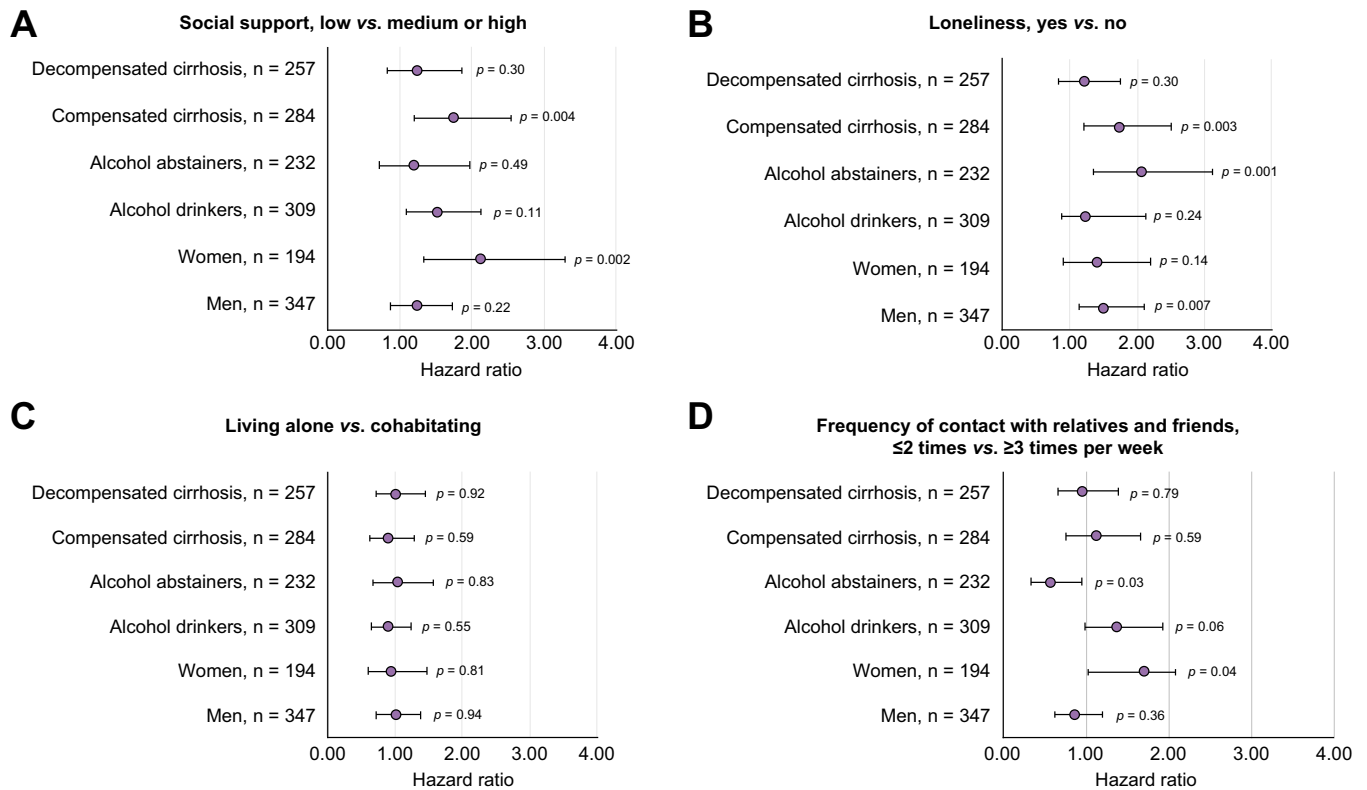 A
Social support, low vs. medium or high
Decompensated cirrhosis, n = 257
p = 0.30
Compensated cirrhosis, n = 284
p = 0.004
Alcohol abstainers, n = 232
p = 0.49
Alcohol drinkers, n = 309
p = 0.11
Women, n = 194
p = 0.002
Men, n = 347
p = 0.22
0.00 1.00 2.00 3.00 4.00
Hazard ratio
B
Loneliness, yes vs. no
Decompensated cirrhosis, n = 257
p = 0.30
Compensated cirrhosis, n = 284
p = 0.003
Alcohol abstainers, n = 232
p = 0.001
Alcohol drinkers, n = 309
p = 0.24
Women, n = 194
p = 0.14
Men, n = 347
p = 0.007
0.00 1.00 2.00 3.00 4.00
Hazard ratio
C
Living alone vs. cohabitating
Decompensated cirrhosis, n = 257
p = 0.92
Compensated cirrhosis, n = 284
p = 0.59
Alcohol abstainers, n = 232
p = 0.83
Alcohol drinkers, n = 309
p = 0.55
Women, n = 194
p = 0.81
Men, n = 347
p = 0.94
0.00 1.00 2.00 3.00 4.00
Hazard ratio
D
Frequency of contact with relatives and friends,
≤2 times vs. ≥3 times per week
Decompensated cirrhosis, n = 257
p = 0.79
Compensated cirrhosis, n = 284
p = 0.59
Alcohol abstainers, n = 232
p = 0.03
Alcohol drinkers, n = 309
p = 0.06
Women, n = 194
p = 0.04
Men, n = 347
p = 0.36
0.00 1.00 2.00 3.00 4.00
Hazard ratio